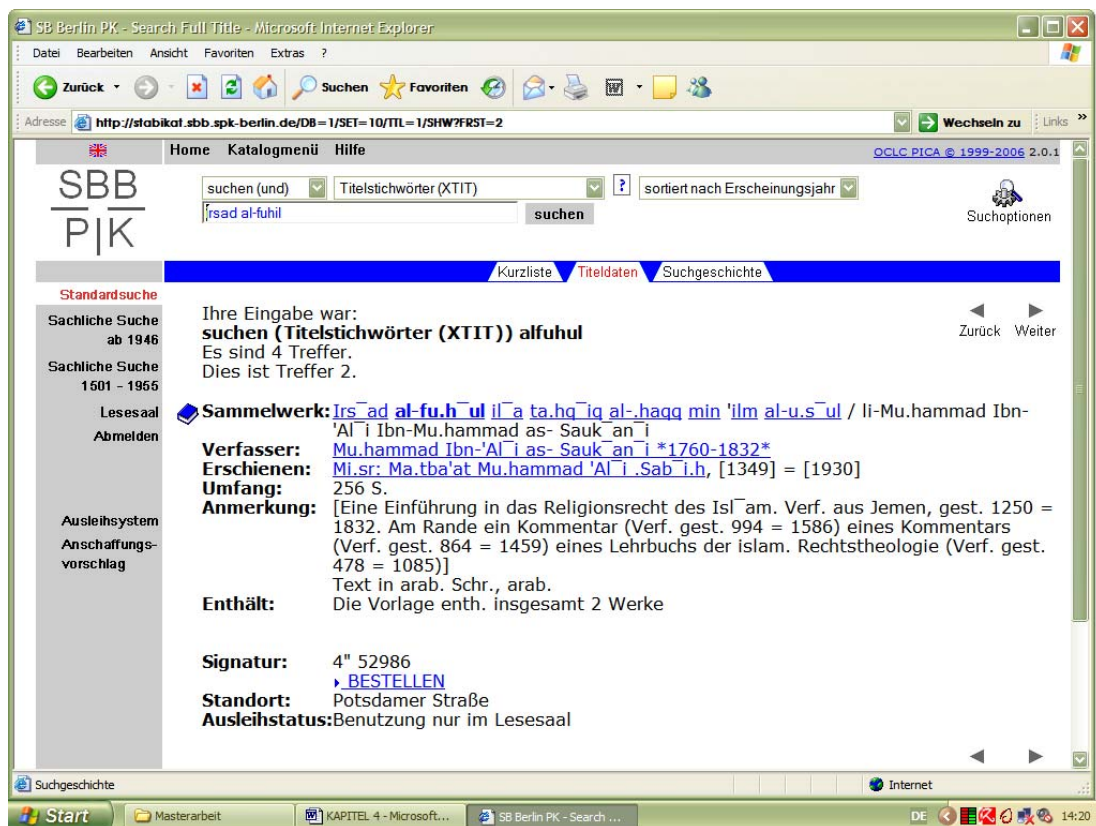 SB Berlin PK - Search Full Title - Microsoft Internet Explorer
Datei Bearbeiten Ansicht Favoriten Extras ?
Zurück Suchen Favoriten
Adresse http://stabikat.sbb.spk-berlin.de/DB=1/SET=10/TTL=1/SHW?FRST=2 Wechseln zu Links »
Home Katalogmenü Hilfe OCLC PICA © 1999-2006 2.0.1
SBB
PK
suchen (und) Titelstichwörter (XTIT) ? sortiert nach Erscheinungsjahr
irsad al-fuhil suchen Suchoptionen
Kurzliste Titeldaten Suchgeschichte
Standardsuche
Sachliche Suche
ab 1946
Sachliche Suche
1501 - 1955
Lesesaal
Abmelden
Ausleihsystem
Anschaffungs-
vorschlag
Ihre Eingabe war:
suchen (Titelstichwörter (XTIT)) alfuhul
Es sind 4 Treffer.
Dies ist Treffer 2.
Zurück Weiter
Sammelwerk: Irs¯ad al-fu.h¯ul il¯a ta.hq¯iq al-.haqq min 'ilm al-u.s¯ul / li-Mu.hammad Ibn-
'Al¯i Ibn-Mu.hammad as- Sauk¯an¯i
Verfasser: Mu.hammad Ibn-'Al¯i as- Sauk¯an¯i *1760-1832*
Erschienen: Mi.sr: Ma.tba'at Mu.hammad 'Al¯i .Sab¯i.h, [1349] = [1930]
Umfang: 256 S.
Anmerkung: [Eine Einführung in das Religionsrecht des Isl¯am. Verf. aus Jemen, gest. 1250 =
1832. Am Rande ein Kommentar (Verf. gest. 994 = 1586) eines Kommentars
(Verf. gest. 864 = 1459) eines Lehrbuchs der islam. Rechtstheologie (Verf. gest.
478 = 1085)]
Text in arab. Schr., arab.
Enthält: Die Vorlage enth. insgesamt 2 Werke
Signatur: 4" 52986
BESTELLEN
Standort: Potsdamer Straße
Ausleihstatus: Benutzung nur im Lesesaal
Suchgeschichte Internet
Start Masterarbeit KAPITEL 4 - Microsoft... SB Berlin PK - Search ... DE 14:20